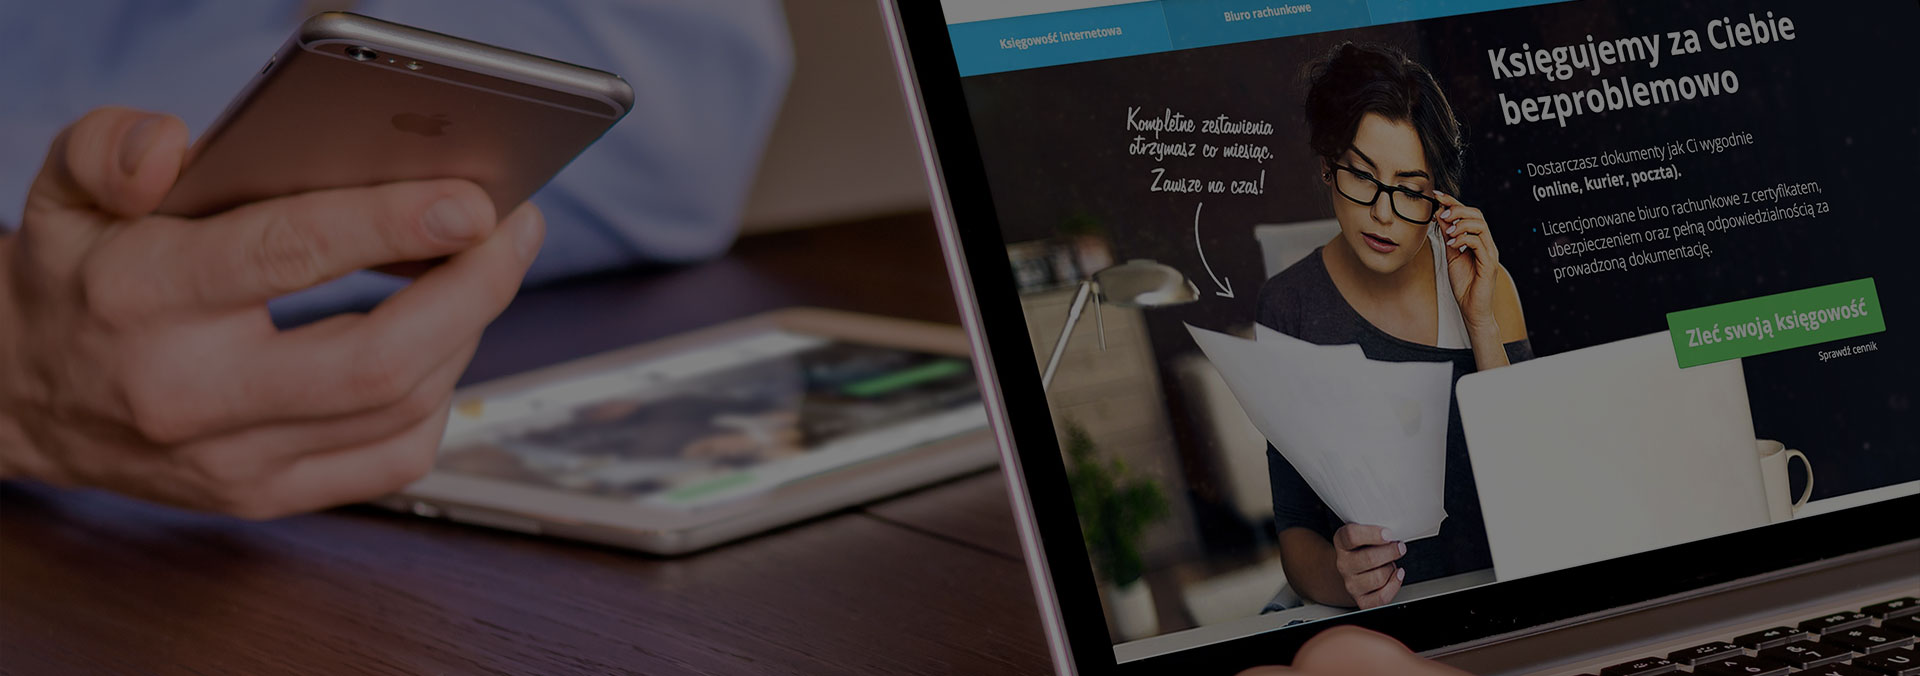 Księgowość internetowa
Biuro rachunkowe
Księgujemy za Ciebie
bezproblemowo
Kompletne zestawienia
otrzymasz co miesiąc.
Zawsze na czas!
Dostarczasz dokumenty jak Ci wygodnie
(online, kurier, poczta).
Licencjonowane biuro rachunkowe z certyfikatem,
ubezpieczeniem oraz pełną odpowiedzialnością za
prowadzoną dokumentację.
Zleć swoją księgowość
Sprawdź cennik